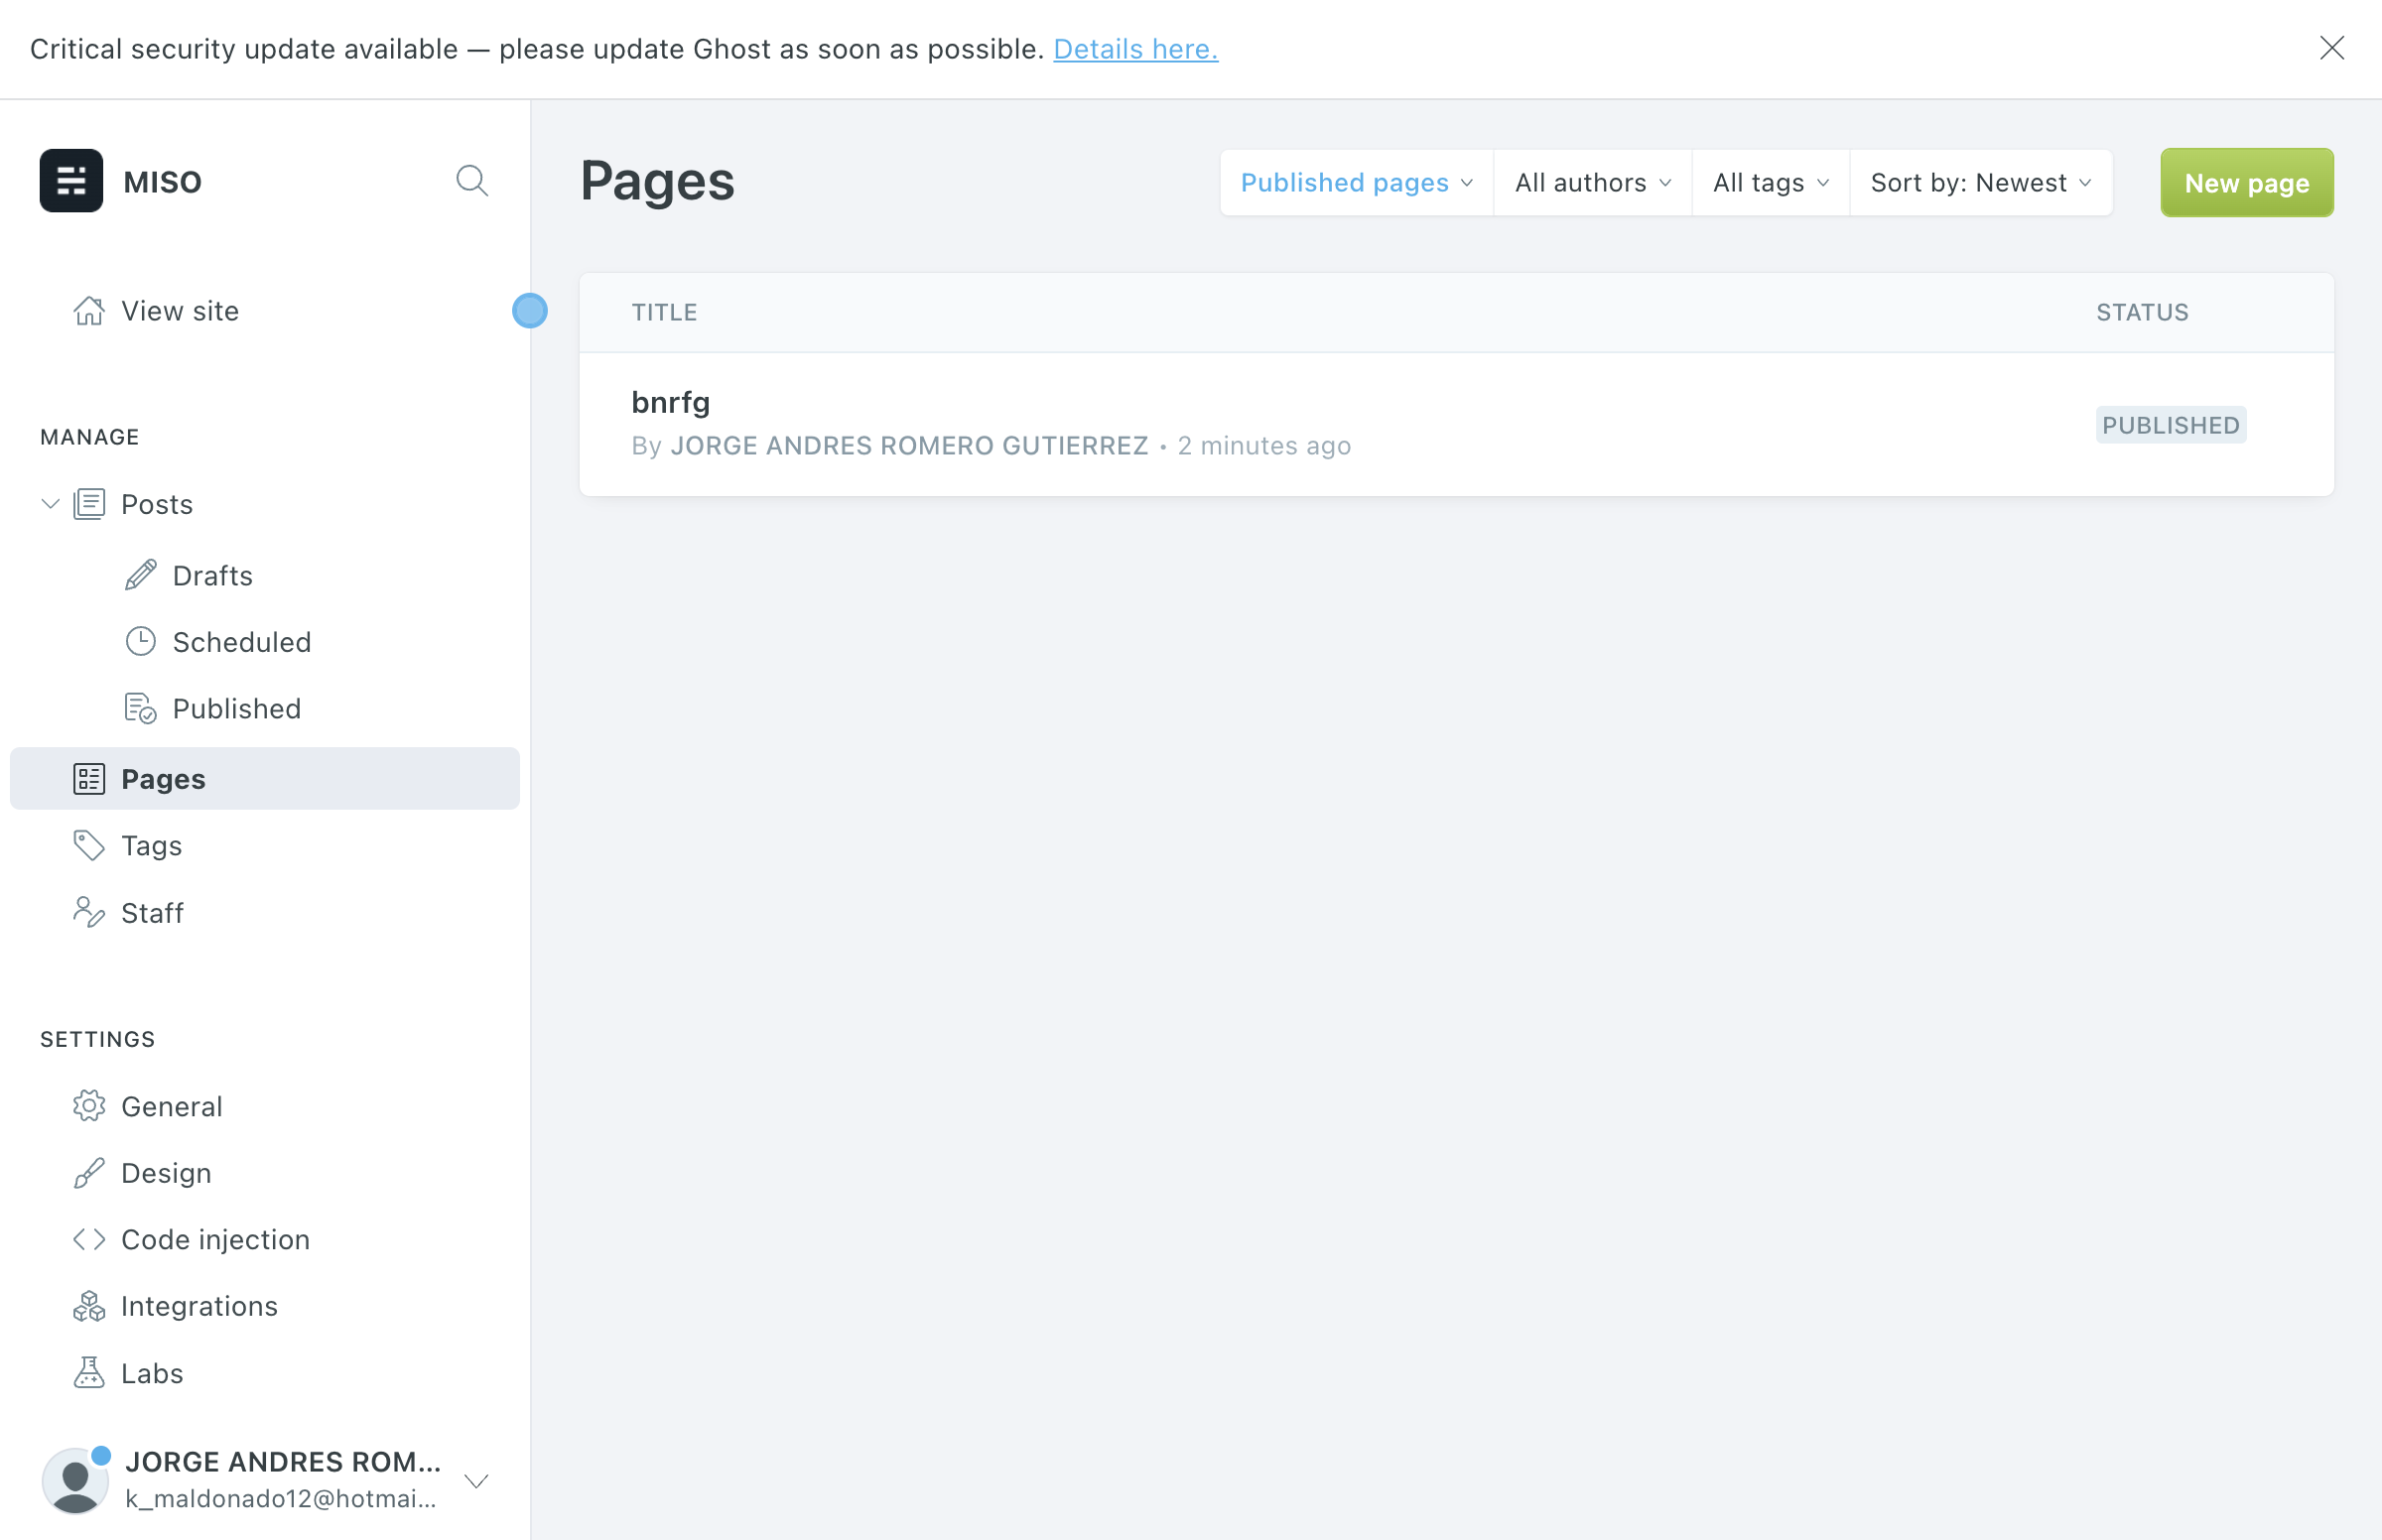 Critical security update available — please update Ghost as soon as possible. Details here.
MISO
View site
MANAGE
Posts
Drafts
Scheduled
Published
Pages
Tags
Staff
SETTINGS
General
Design
Code injection
Integrations
Labs
JORGE ANDRES ROM...
k_maldonado12@hotmai...
Pages
Published pages
All authors
All tags
Sort by: Newest
New page
TITLE
STATUS
bnrfg
By JORGE ANDRES ROMERO GUTIERREZ • 2 minutes ago
PUBLISHED